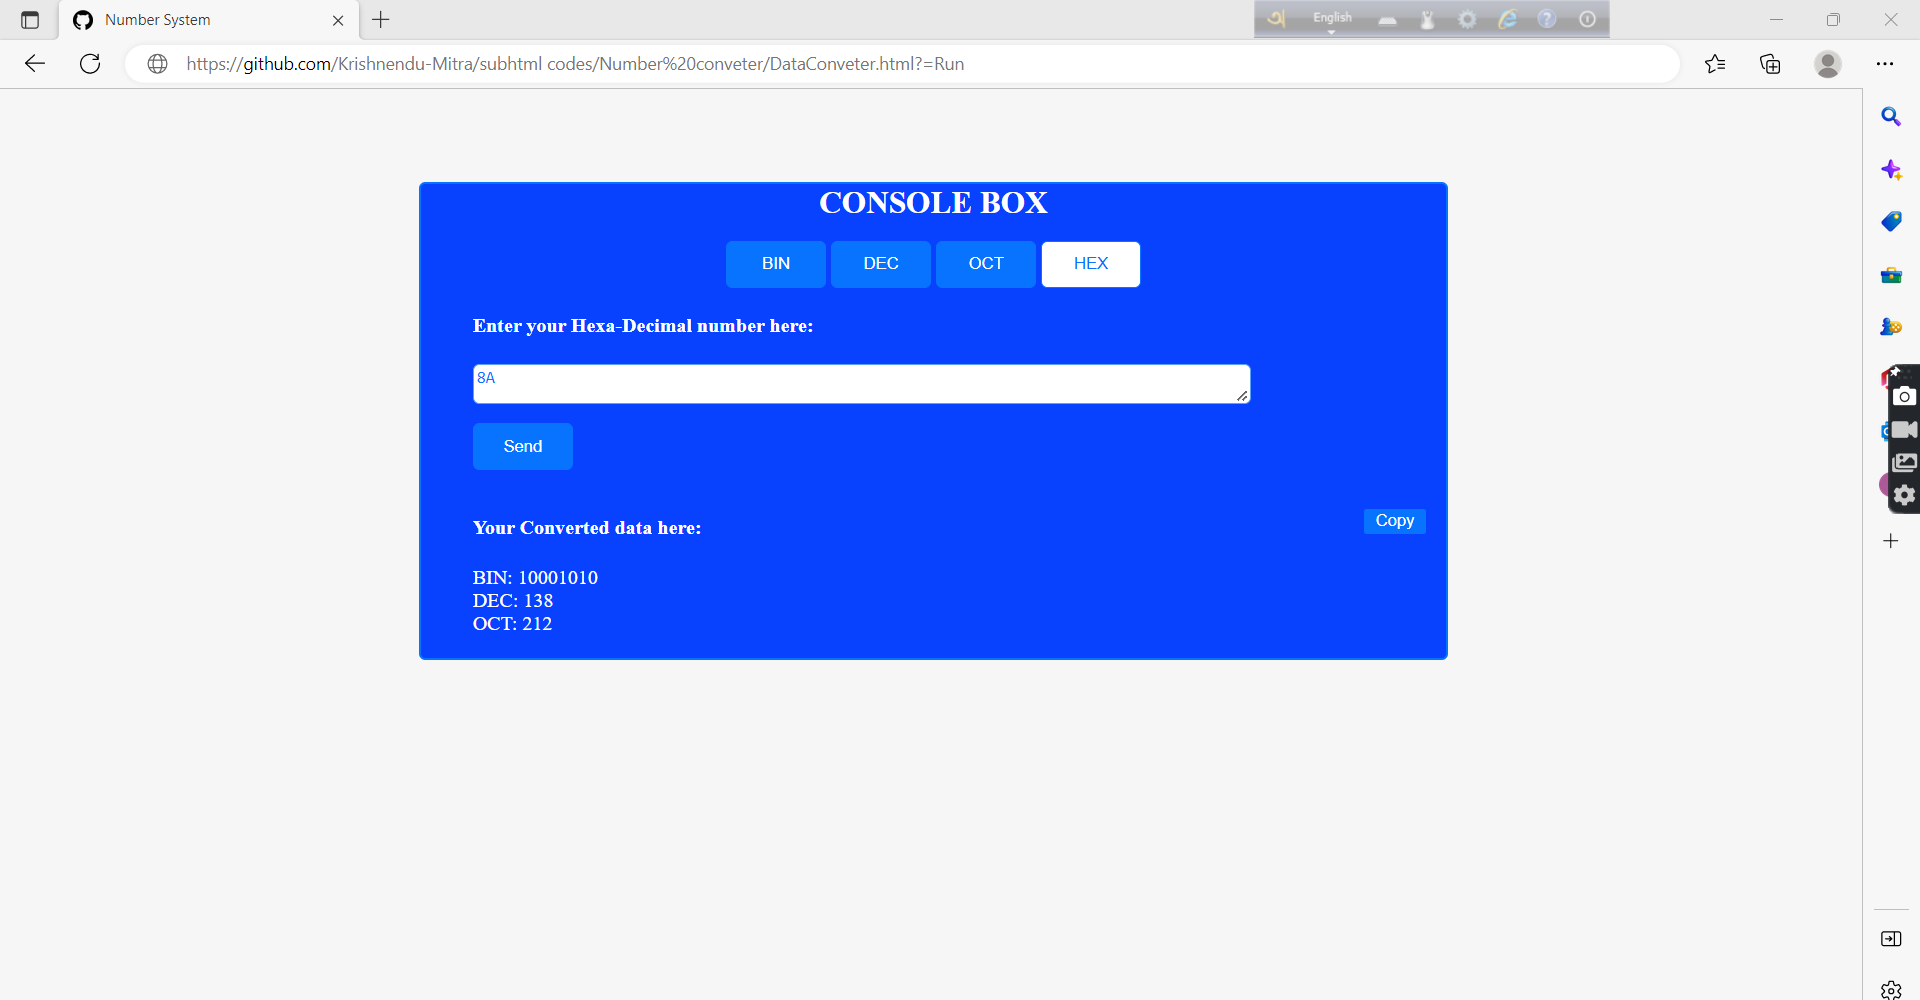 Number System
English
https://github.com/Krishnendu-Mitra/subhtml codes/Number%20conveter/DataConveter.html?=Run
CONSOLE BOX
BIN DEC OCT HEX
Enter your Hexa-Decimal number here:
8A
Send
Your Converted data here:
Copy
BIN: 10001010
DEC: 138
OCT: 212